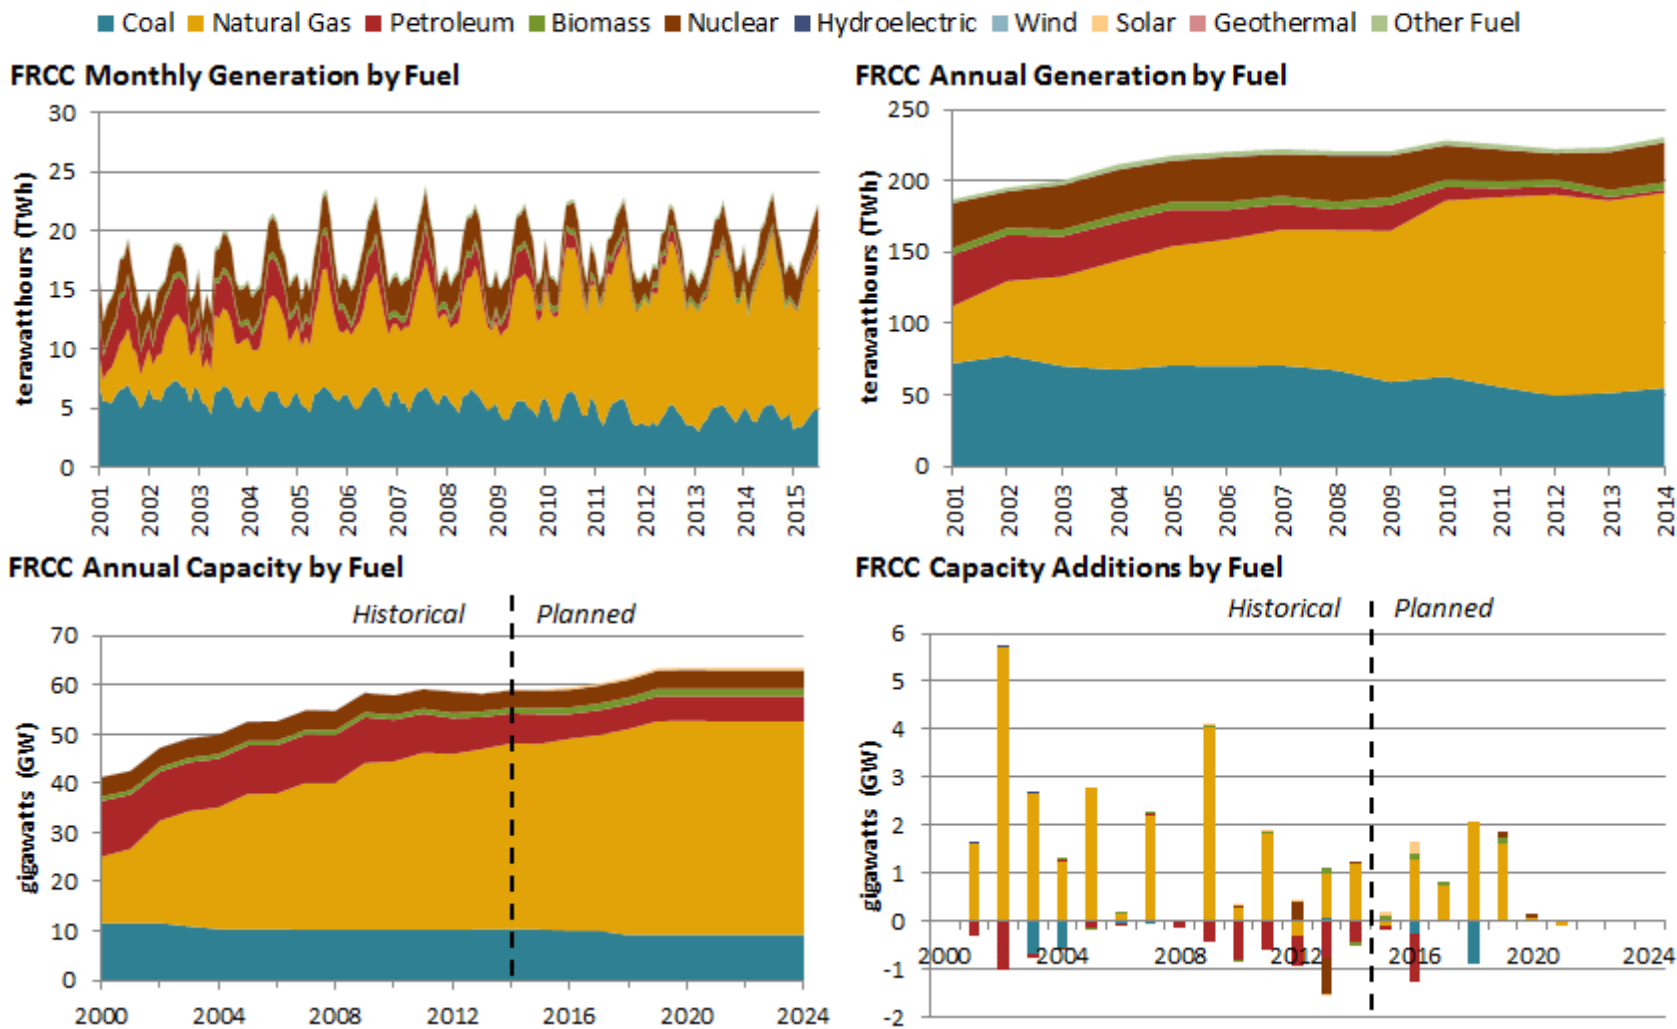 Coal Natural Gas Petroleum Biomass Nuclear Hydroelectric Wind Solar Geothermal Other Fuel
FRCC Monthly Generation by Fuel
terawatthours (TWh)
30
25
20
15
10
5
0
2001 2002 2003 2004 2005 2006 2007 2008 2009 2010 2011 2012 2013 2014 2015
FRCC Annual Generation by Fuel
terawatthours (TWh)
250
200
150
100
50
0
2001 2002 2003 2004 2005 2006 2007 2008 2009 2010 2011 2012 2013 2014
FRCC Annual Capacity by Fuel
Historical Planned
gigawatts (GW)
70
60
50
40
30
20
10
0
2000 2004 2008 2012 2016 2020 2024
FRCC Capacity Additions by Fuel
Historical Planned
gigawatts (GW)
6
5
4
3
2
1
0
2000 2004 2008 2012 2016 2020 2024
-1
-2